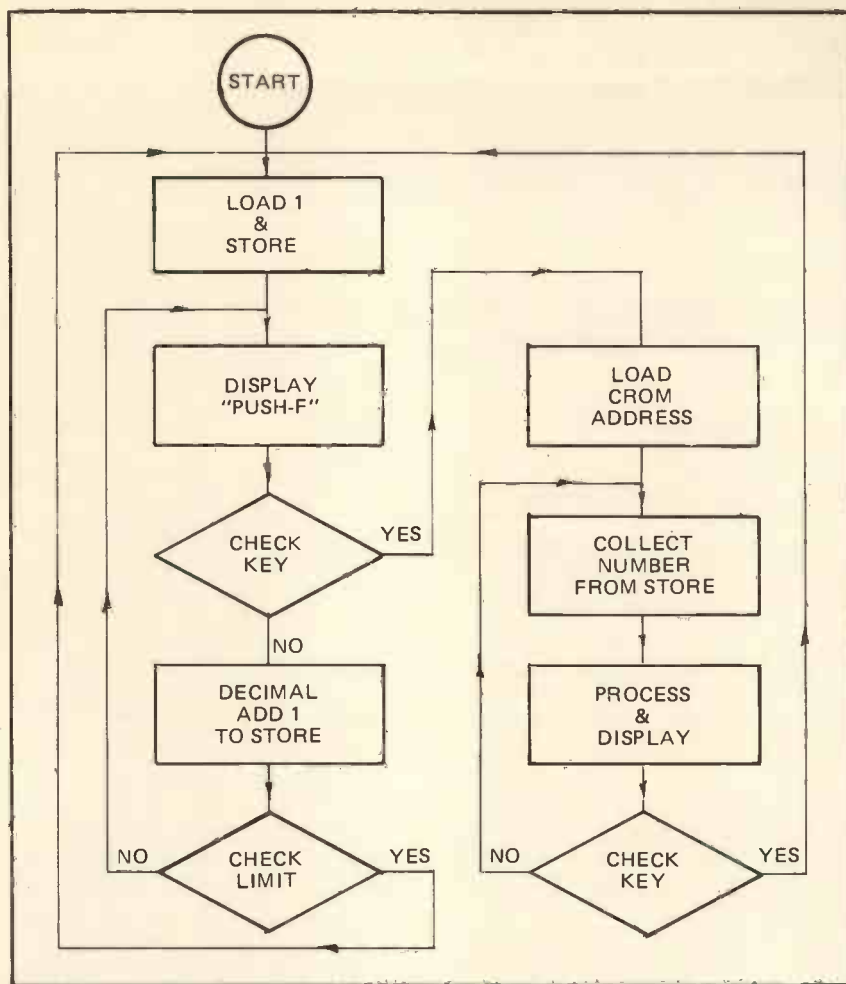 START
LOAD 1
&
STORE
DISPLAY
"PUSH-F"
CHECK
KEY
YES
NO
DECIMAL
ADD 1
TO STORE
NO
CHECK
LIMIT
YES
LOAD
CROM
ADDRESS
COLLECT
NUMBER
FROM STORE
PROCESS
&
DISPLAY
NO
CHECK
KEY
YES